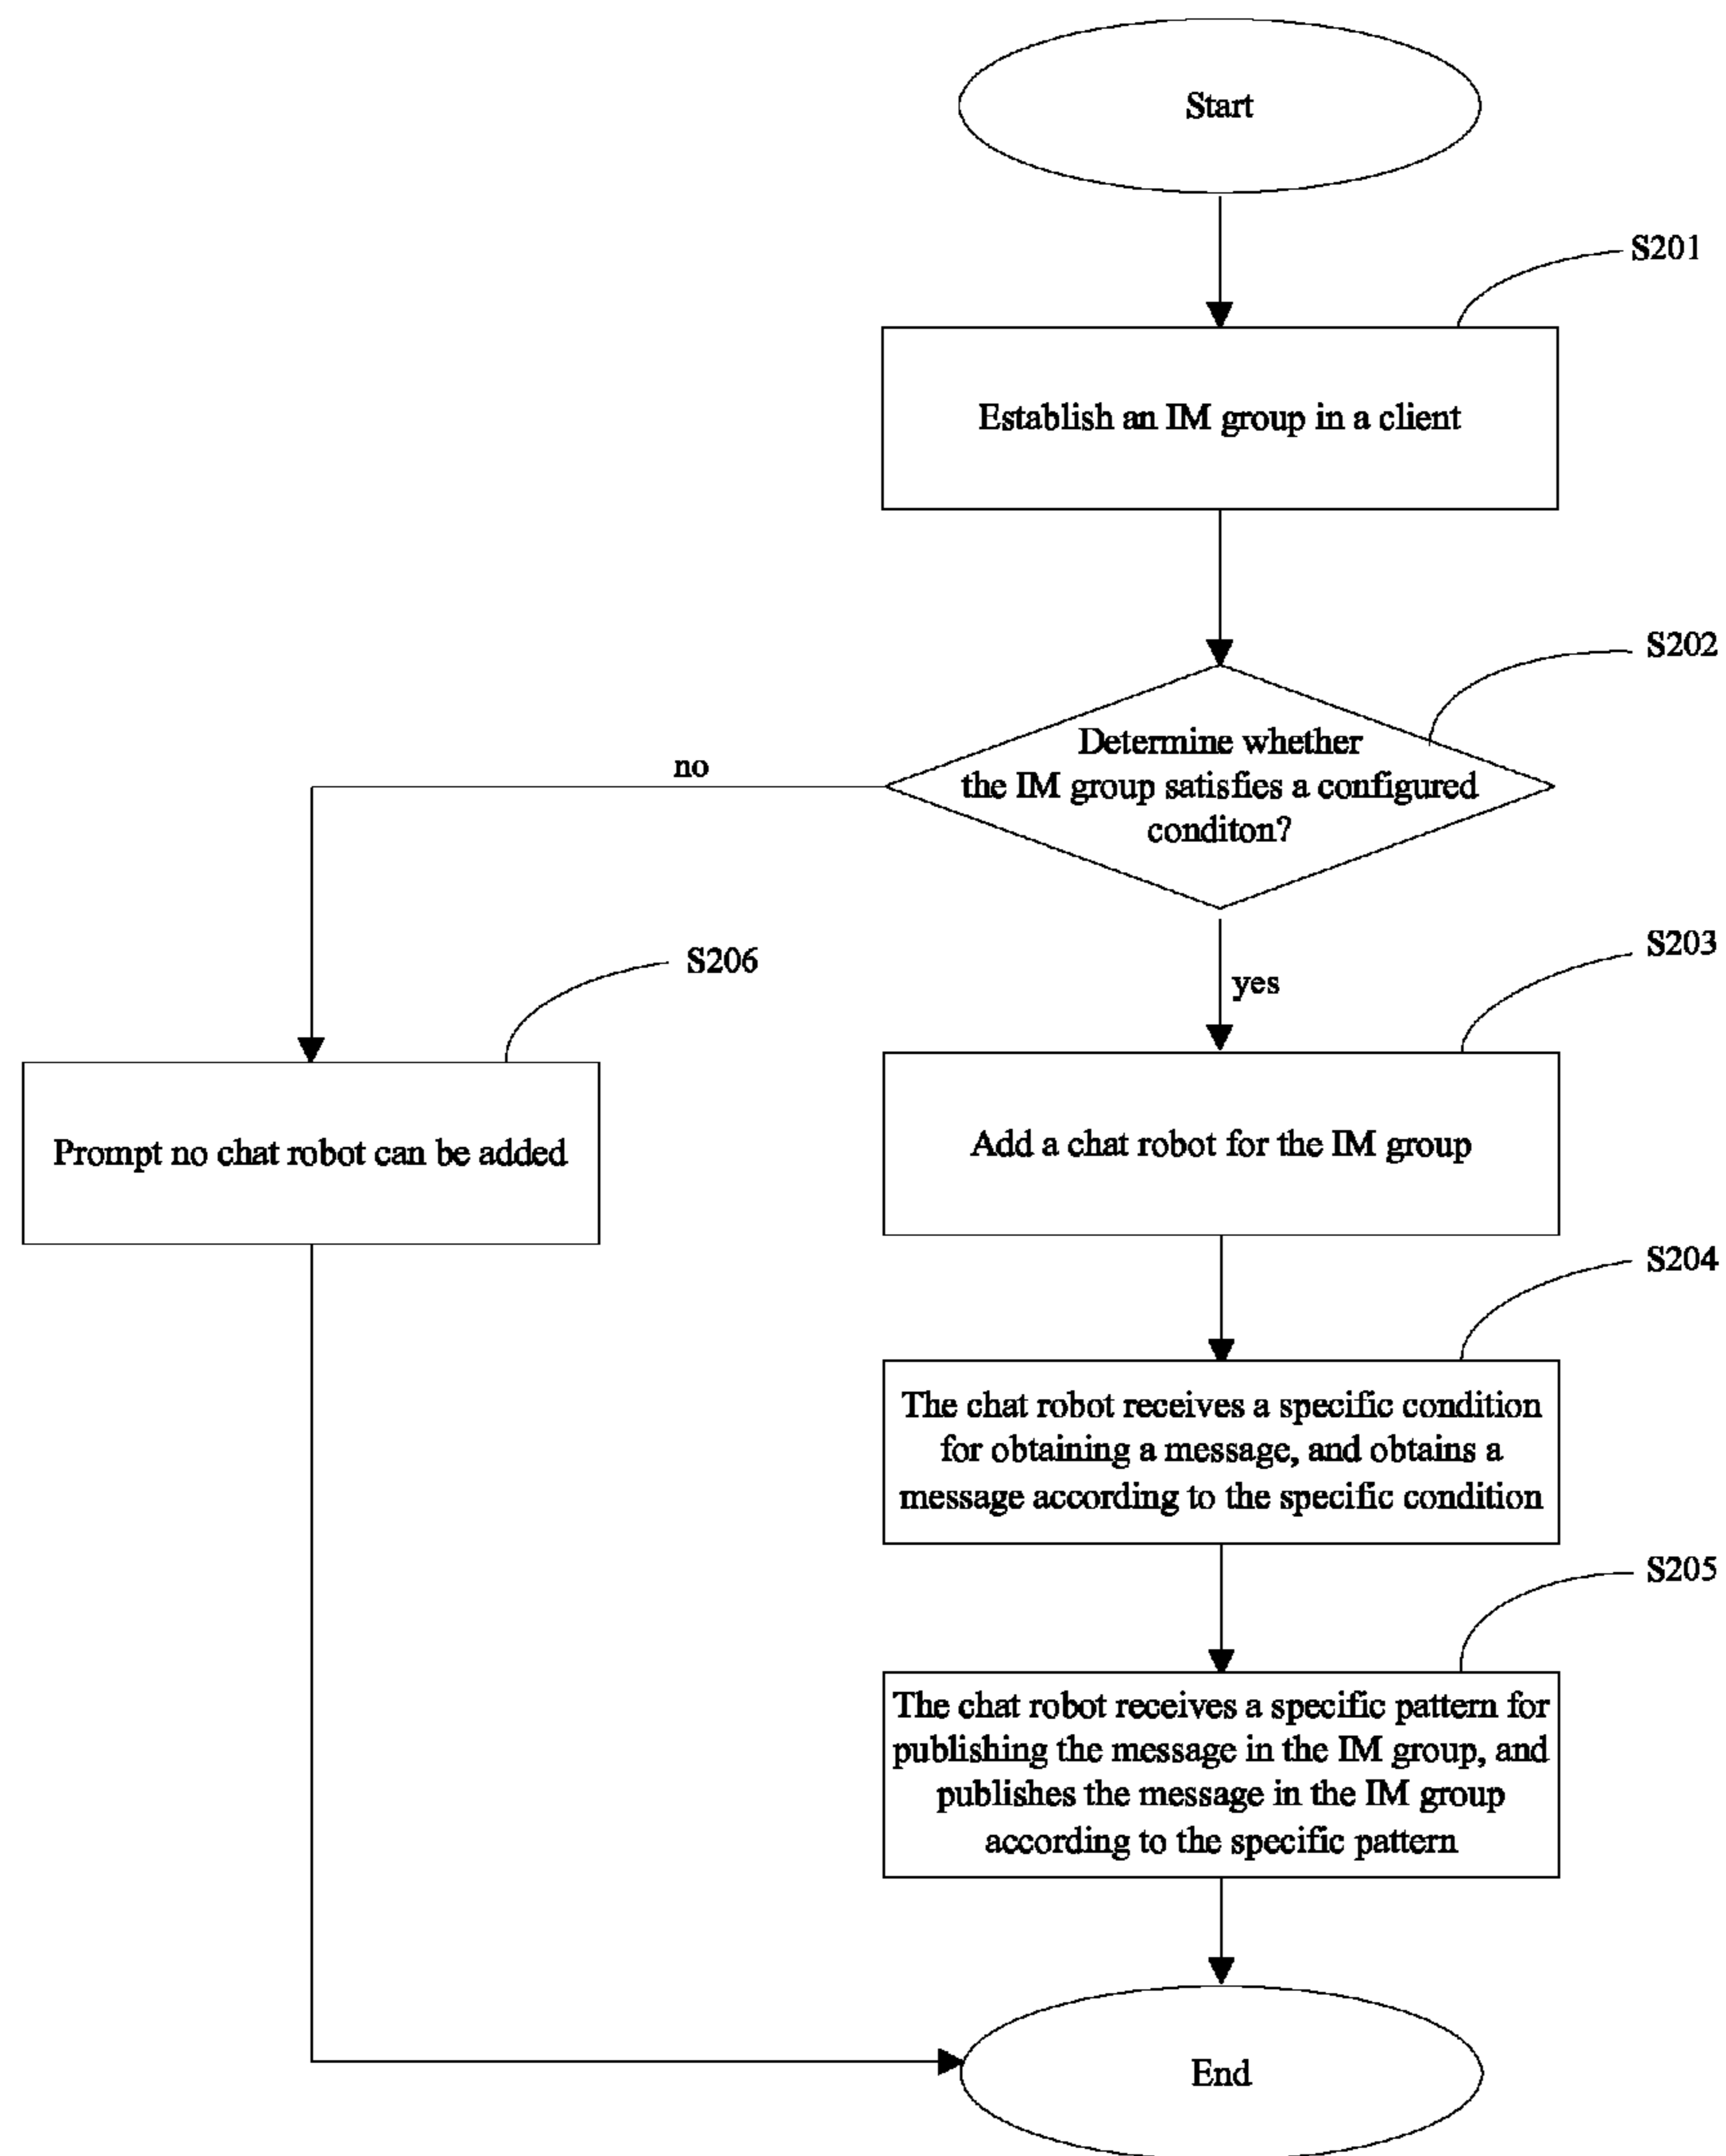 Start
S201
Establish an IM group in a client
S202
Determine whether
the IM group satisfies a configured
conditon?
no
yes
S203
S206
Add a chat robot for the IM group
Prompt no chat robot can be added
S204
The chat robot receives a specific condition
for obtaining a message, and obtains a
message according to the specific condition
S205
The chat robot receives a specific pattern for
publishing the message in the IM group, and
publishes the message in the IM group
according to the specific pattern
End